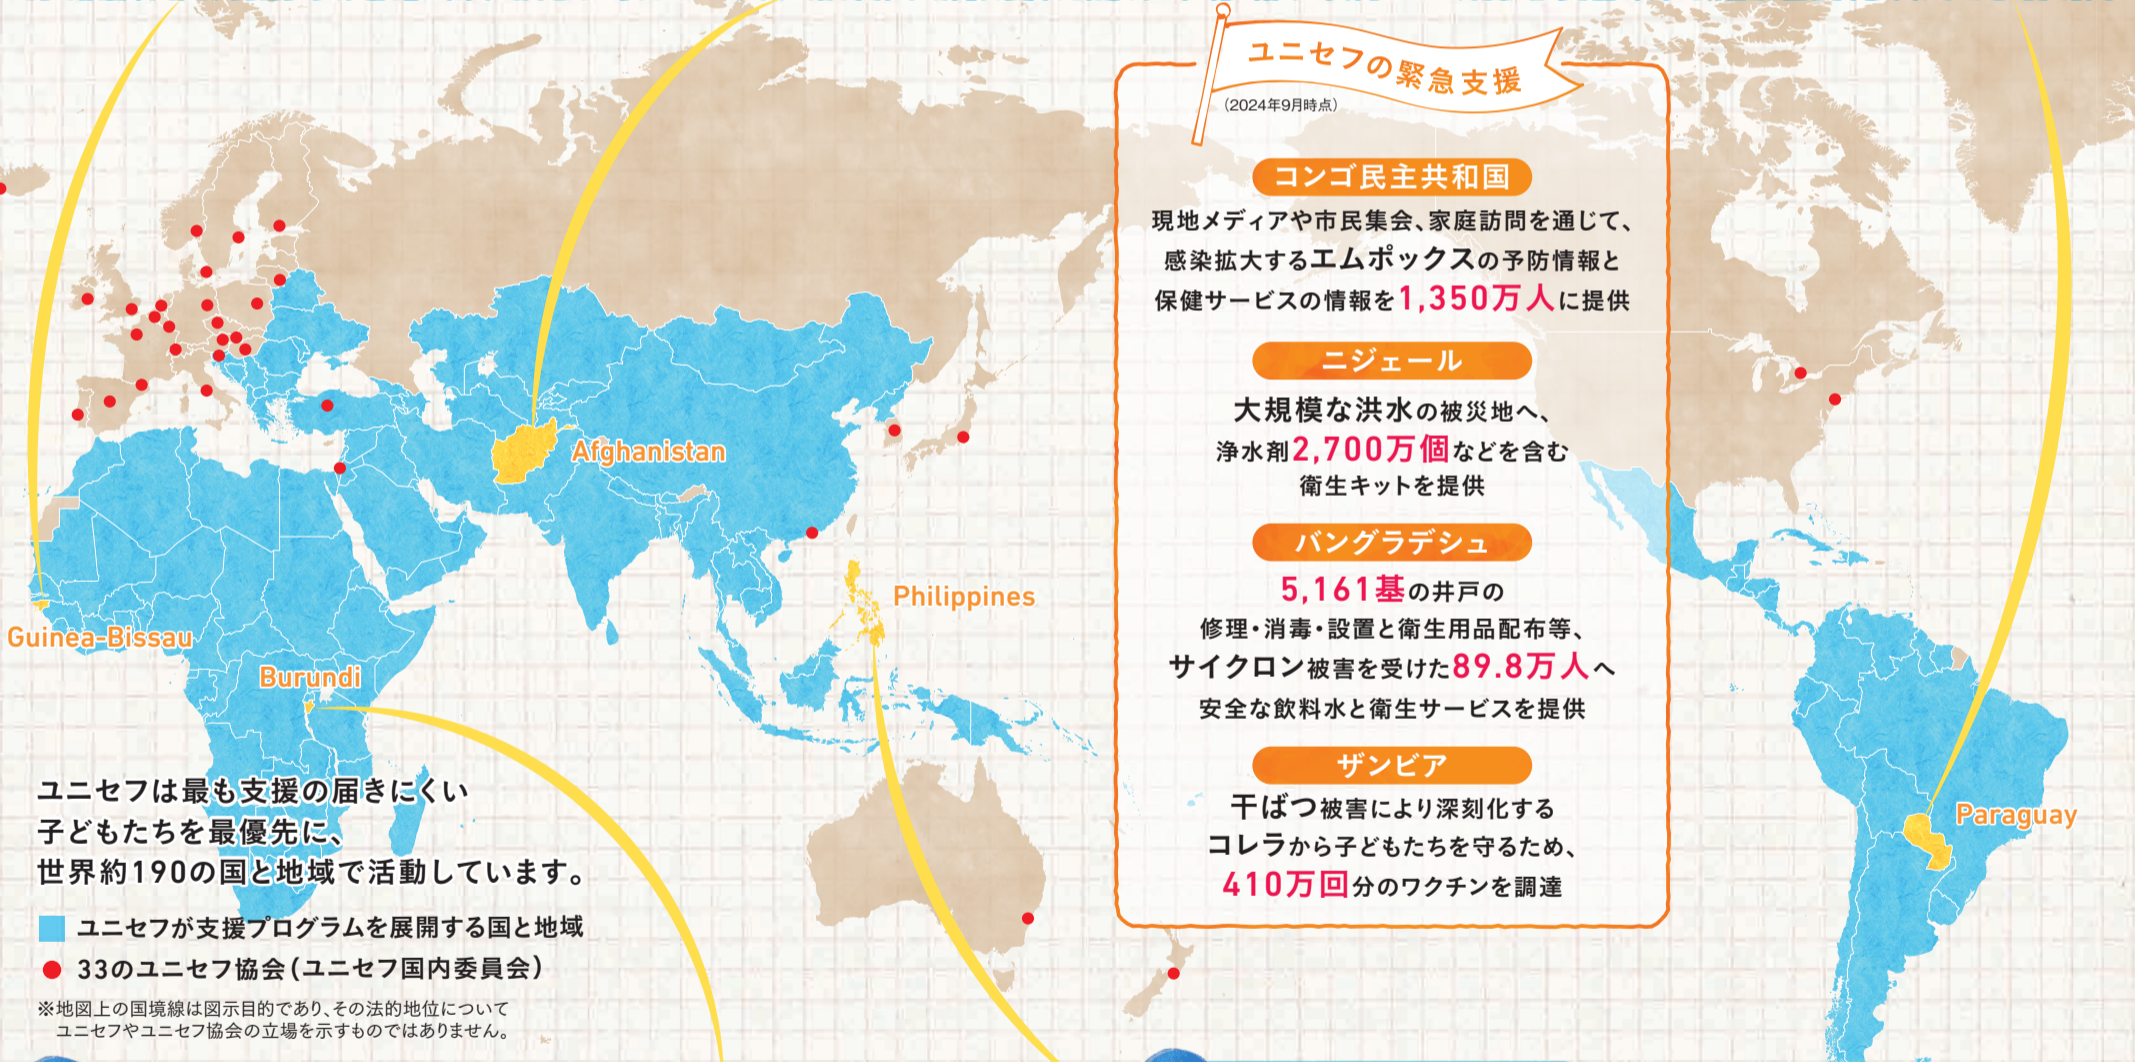 ユニセフの緊急支援
（2024年9月時点）
コンゴ民主共和国
現地メディアや市民集会、家庭訪問を通じて、
感染拡大するエムポックスの予防情報と
保健サービスの情報を1,350万人に提供
ニジェール
大規模な洪水の被災地へ、
浄水剤2,700万個などを含む
衛生キットを提供
バングラデシュ
5,161基の井戸の
修理・消毒・設置と衛生用品配布等、
サイクロン被害を受けた89.8万人へ
安全な飲料水と衛生サービスを提供
ザンビア
干ばつ被害により深刻化する
コレラから子どもたちを守るため、
410万回分のワクチンを調達
Afghanistan
Philippines
Guinea-Bissau
Burundi
Paraguay
ユニセフは最も支援の届きにくい
子どもたちを最優先に、
世界約190の国と地域で活動しています。
ユニセフが支援プログラムを展開する国と地域
33のユニセフ協会（ユニセフ国内委員会）
※地図上の国境線は図示目的であり、その法的地位について
ユニセフやユニセフ協会の立場を示すものではありません。